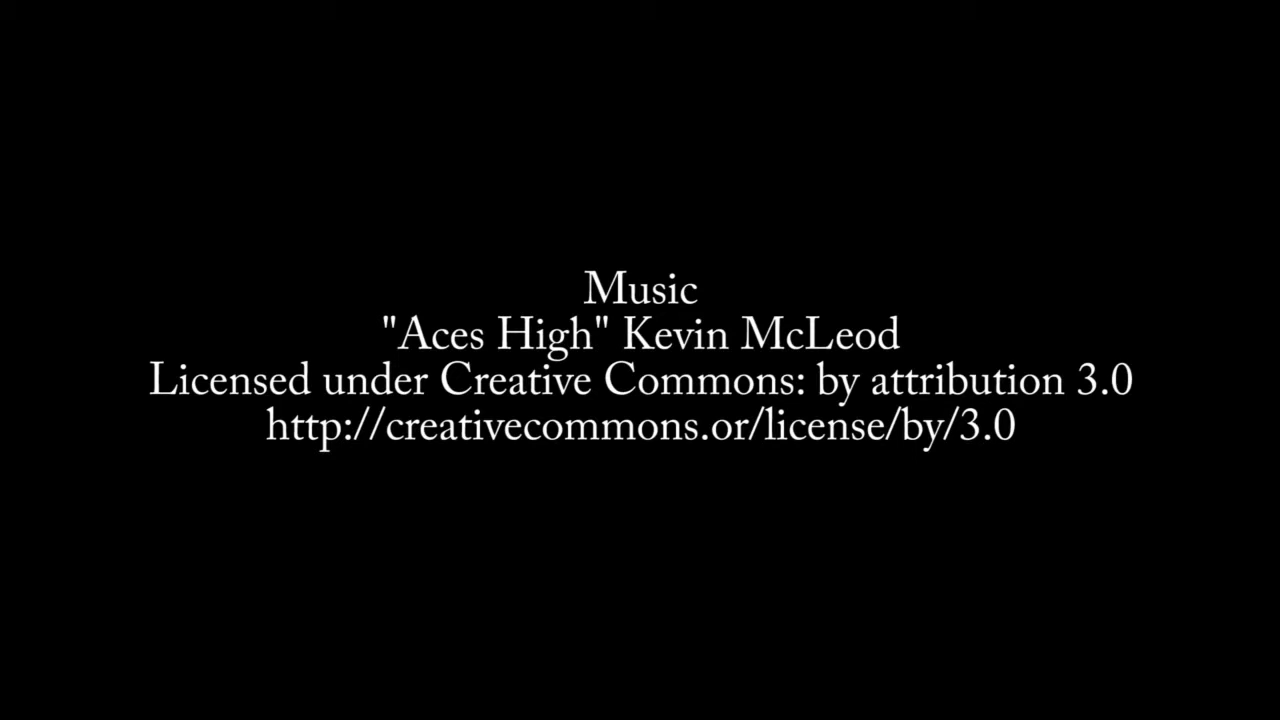 Music
"Aces High" Kevin McLeod
Licensed under Creative Commons: by attribution 3.0
http://creativecommons.or/license/by/3.0